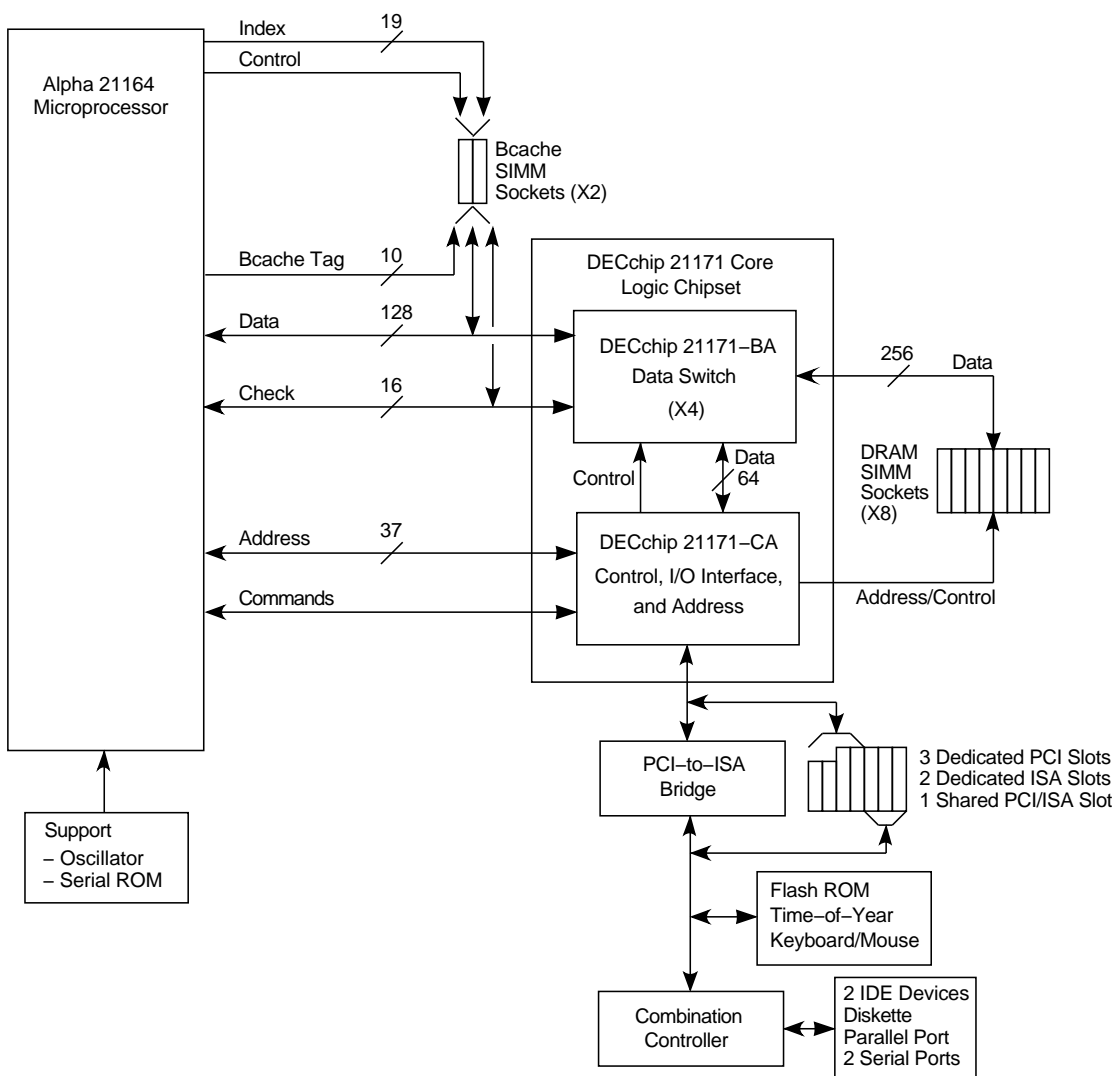 Index 19
Control
Alpha 21164
Microprocessor
Bcache
SIMM
Sockets (X2)
Bcache Tag 10
DECchip 21171 Core
Logic Chipset
Data 128
DECchip 21171–BA
Data Switch
(X4)
256 Data
Check 16
Control
Data
64
DRAM
SIMM
Sockets
(X8)
Address 37
DECchip 21171–CA
Control, I/O Interface,
and Address
Commands
Address/Control
PCI–to–ISA
Bridge
3 Dedicated PCI Slots
2 Dedicated ISA Slots
1 Shared PCI/ISA Slot
Support
– Oscillator
– Serial ROM
Flash ROM
Time–of–Year
Keyboard/Mouse
Combination
Controller
2 IDE Devices
Diskette
Parallel Port
2 Serial Ports